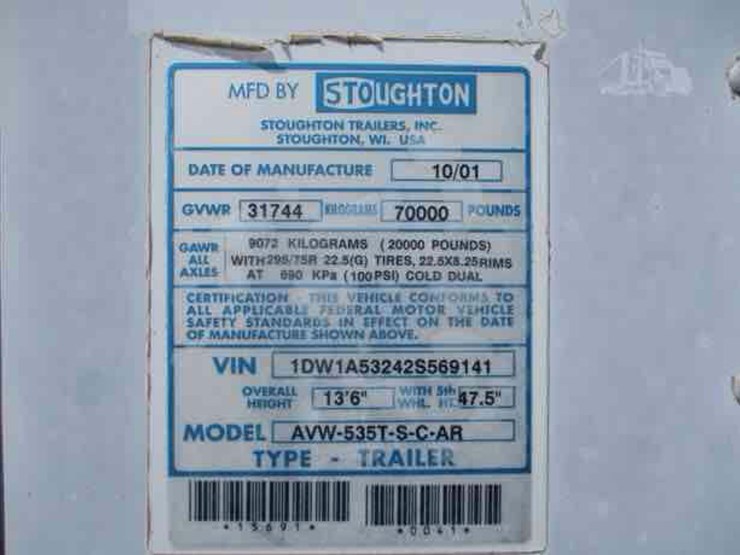 MFD BY STOUGHTON
STOUGHTON TRAILERS, INC.
STOUGHTON, WI. USA
DATE OF MANUFACTURE 10/01
GVWR 31744 KILOGRAMS 70000 POUNDS
GAWR ALL AXLES
9072 KILOGRAMS (20000 POUNDS)
WITH 295/75R 22.5(G) TIRES, 22.5X8.25RIMS
AT 690 KPa (100PSI) COLD DUAL
CERTIFICATION - THIS VEHICLE CONFORMS TO
ALL APPLICABLE FEDERAL MOTOR VEHICLE
SAFETY STANDARDS IN EFFECT ON THE DATE
OF MANUFACTURE SHOWN ABOVE.
VIN 1DW1A53242S569141
OVERALL HEIGHT 13'6" WITH 5th WHL. HT. 47.5"
MODEL AVW-535T-S-C-AR
TYPE - TRAILER
*15691* *0041*